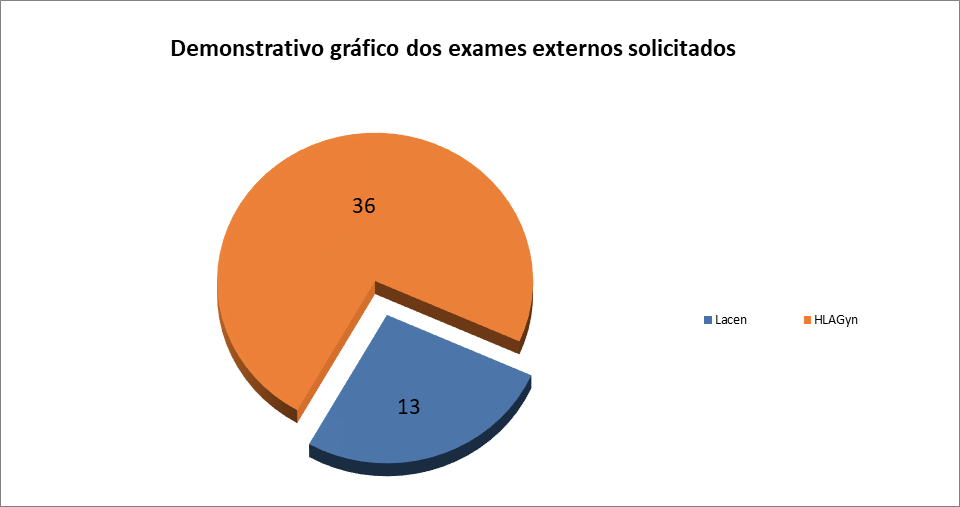 Demonstrativo gráfico dos exames externos solicitados
36
13
Lacen
HLAGyn